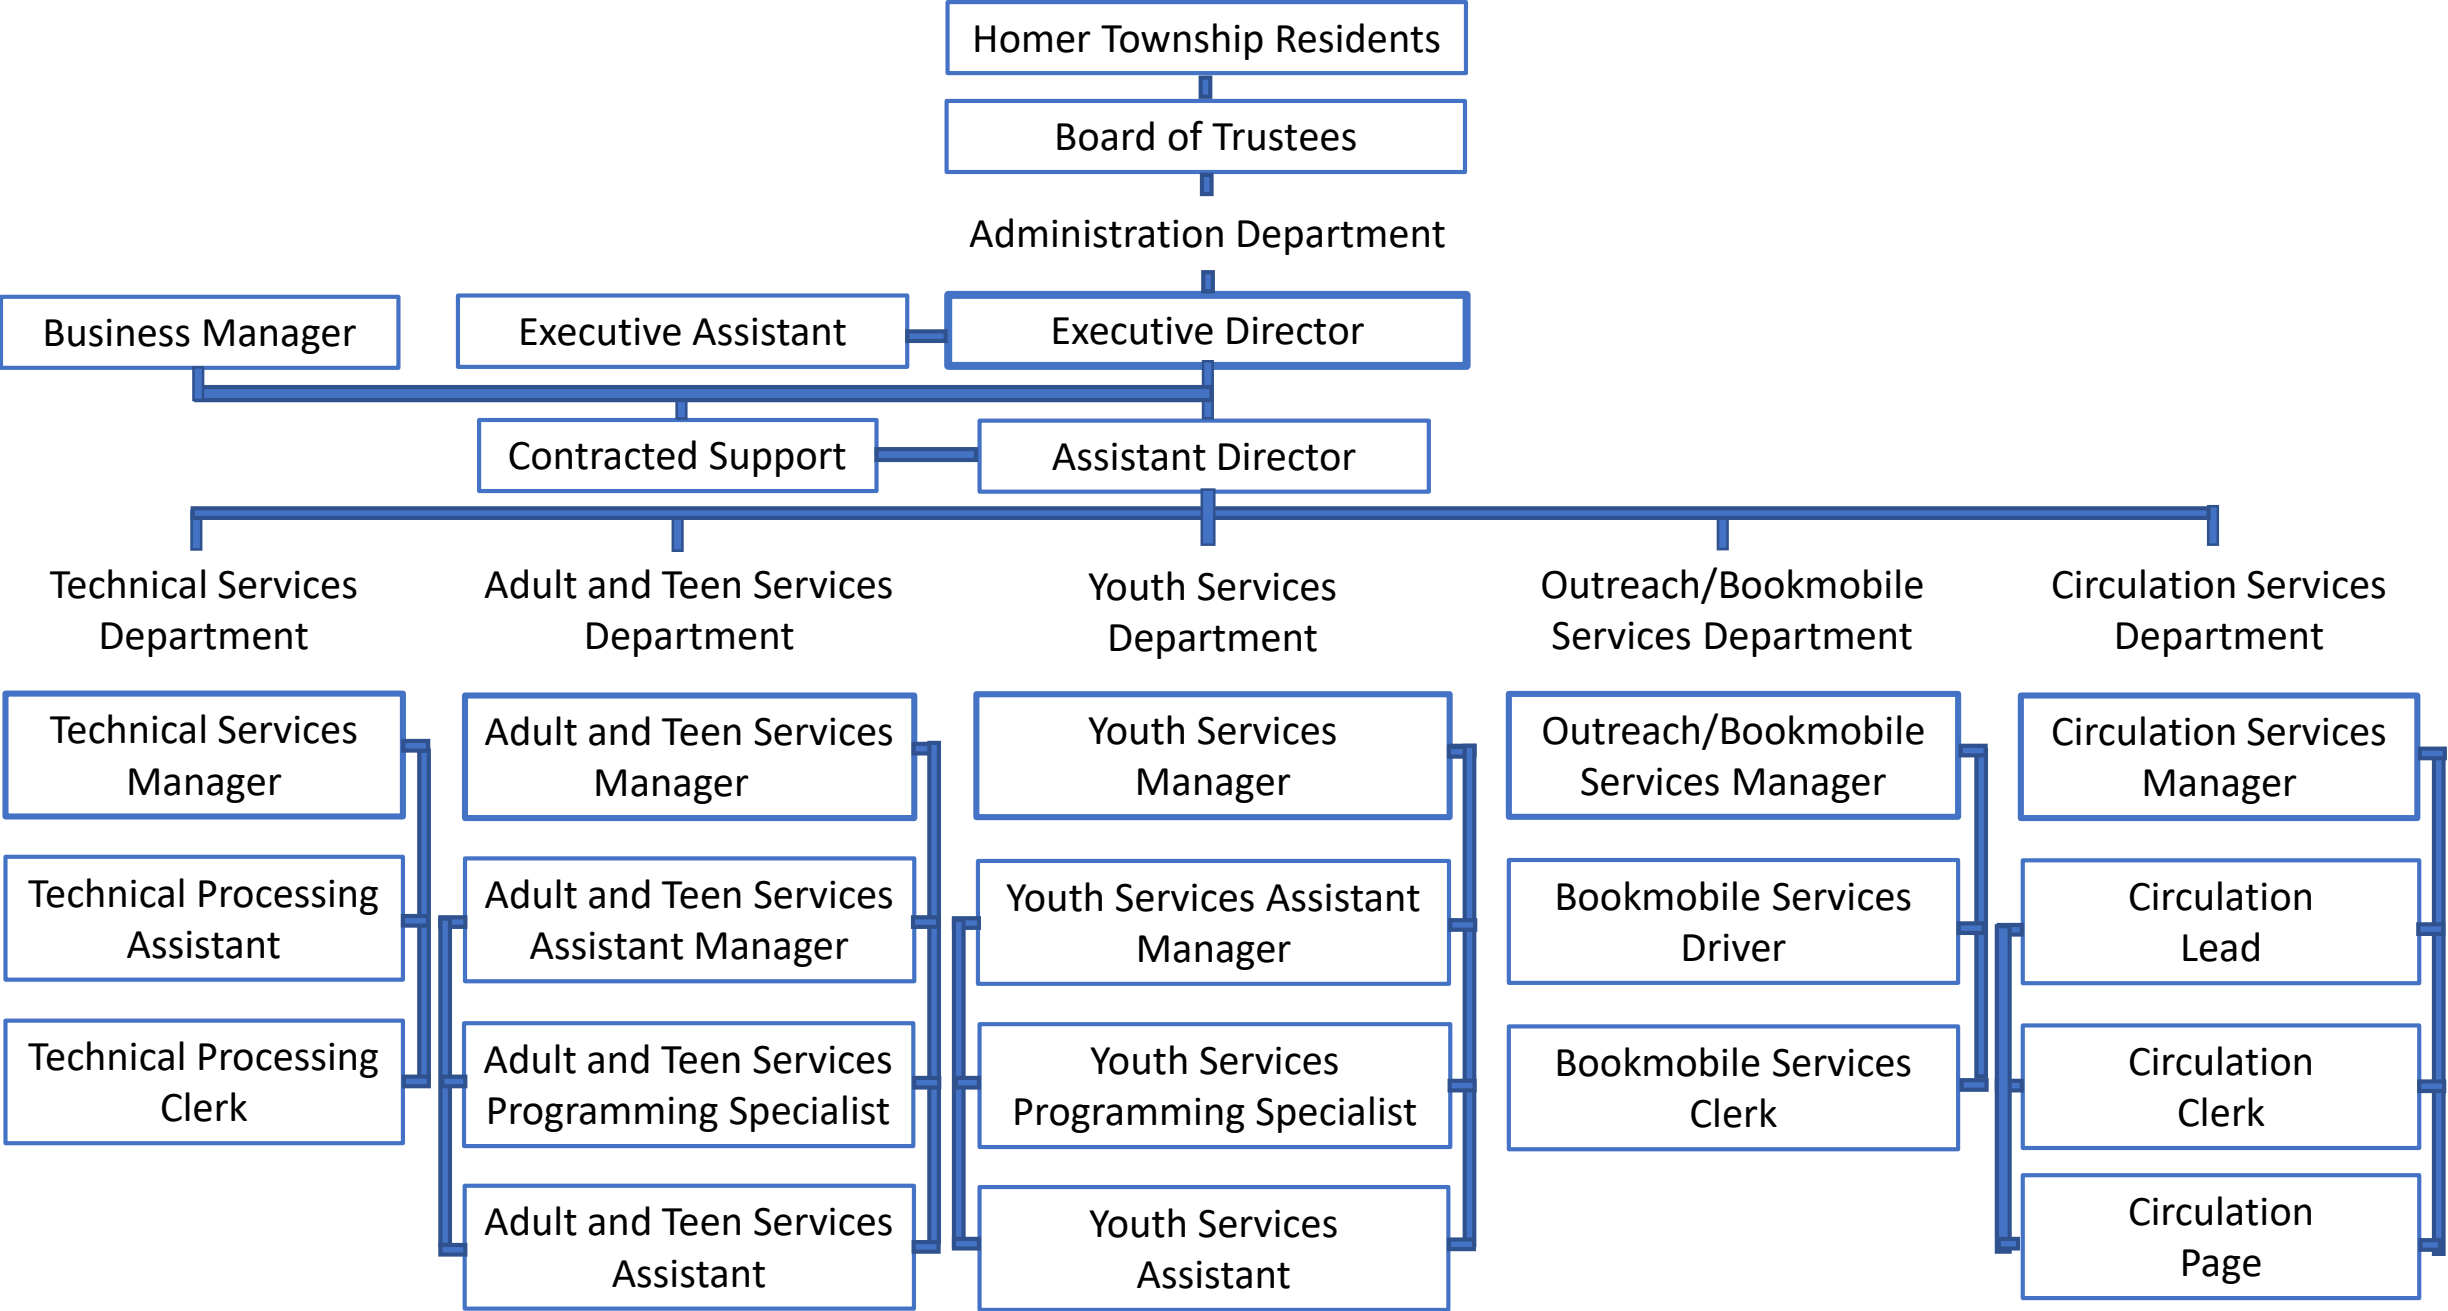 Homer Township Residents
Board of Trustees
Administration Department
Business Manager
Executive Assistant
Executive Director
Contracted Support
Assistant Director
Technical Services
Department
Adult and Teen Services
Department
Youth Services
Department
Outreach/Bookmobile
Services Department
Circulation Services
Department
Technical Services
Manager
Adult and Teen Services
Manager
Youth Services
Manager
Outreach/Bookmobile
Services Manager
Circulation Services
Manager
Technical Processing
Assistant
Adult and Teen Services
Assistant Manager
Youth Services Assistant
Manager
Bookmobile Services
Driver
Circulation
Lead
Technical Processing
Clerk
Adult and Teen Services
Programming Specialist
Youth Services
Programming Specialist
Bookmobile Services
Clerk
Circulation
Clerk
Adult and Teen Services
Assistant
Youth Services
Assistant
Circulation
Page